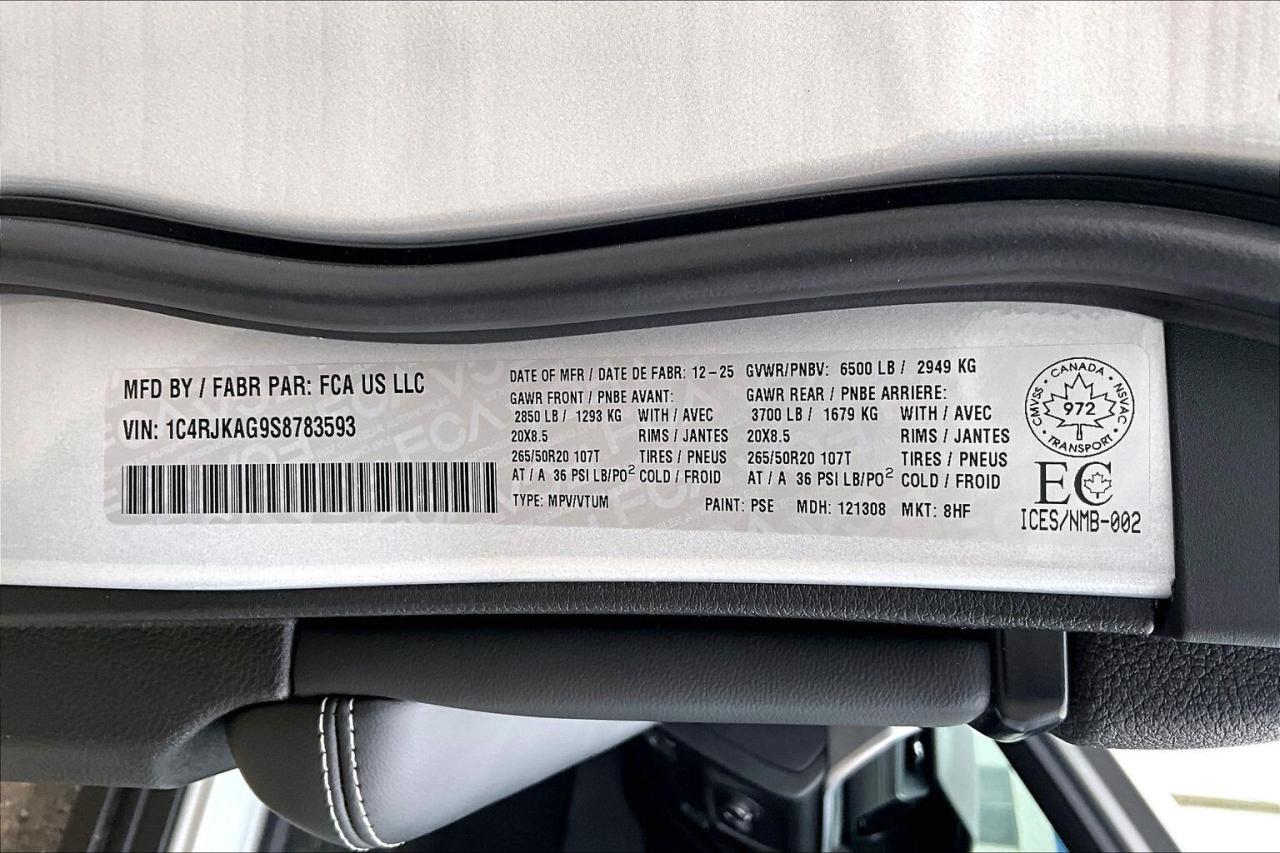 MFD BY / FABR PAR: FCA US LLC
VIN: 1C4RJKAG9S8783593
DATE OF MFR / DATE DE FABR: 12-25 GVWR/PNBV: 6500 LB / 2949 KG
GAWR FRONT / PNBE AVANT: GAWR REAR / PNBE ARRIERE:
2850 LB / 1293 KG WITH / AVEC 3700 LB / 1679 KG WITH / AVEC
20X8.5 RIMS / JANTES 20X8.5 RIMS / JANTES
265/50R20 107T TIRES / PNEUS 265/50R20 107T TIRES / PNEUS
AT / A 36 PSI LB/PO² COLD / FROID AT / A 36 PSI LB/PO² COLD / FROID
TYPE: MPV/VTUM PAINT: PSE MDH: 121308 MKT: 8HF
CANADA
CMVSS 972 NSVAC
TRANSPORT
EC
ICES/NMB-002